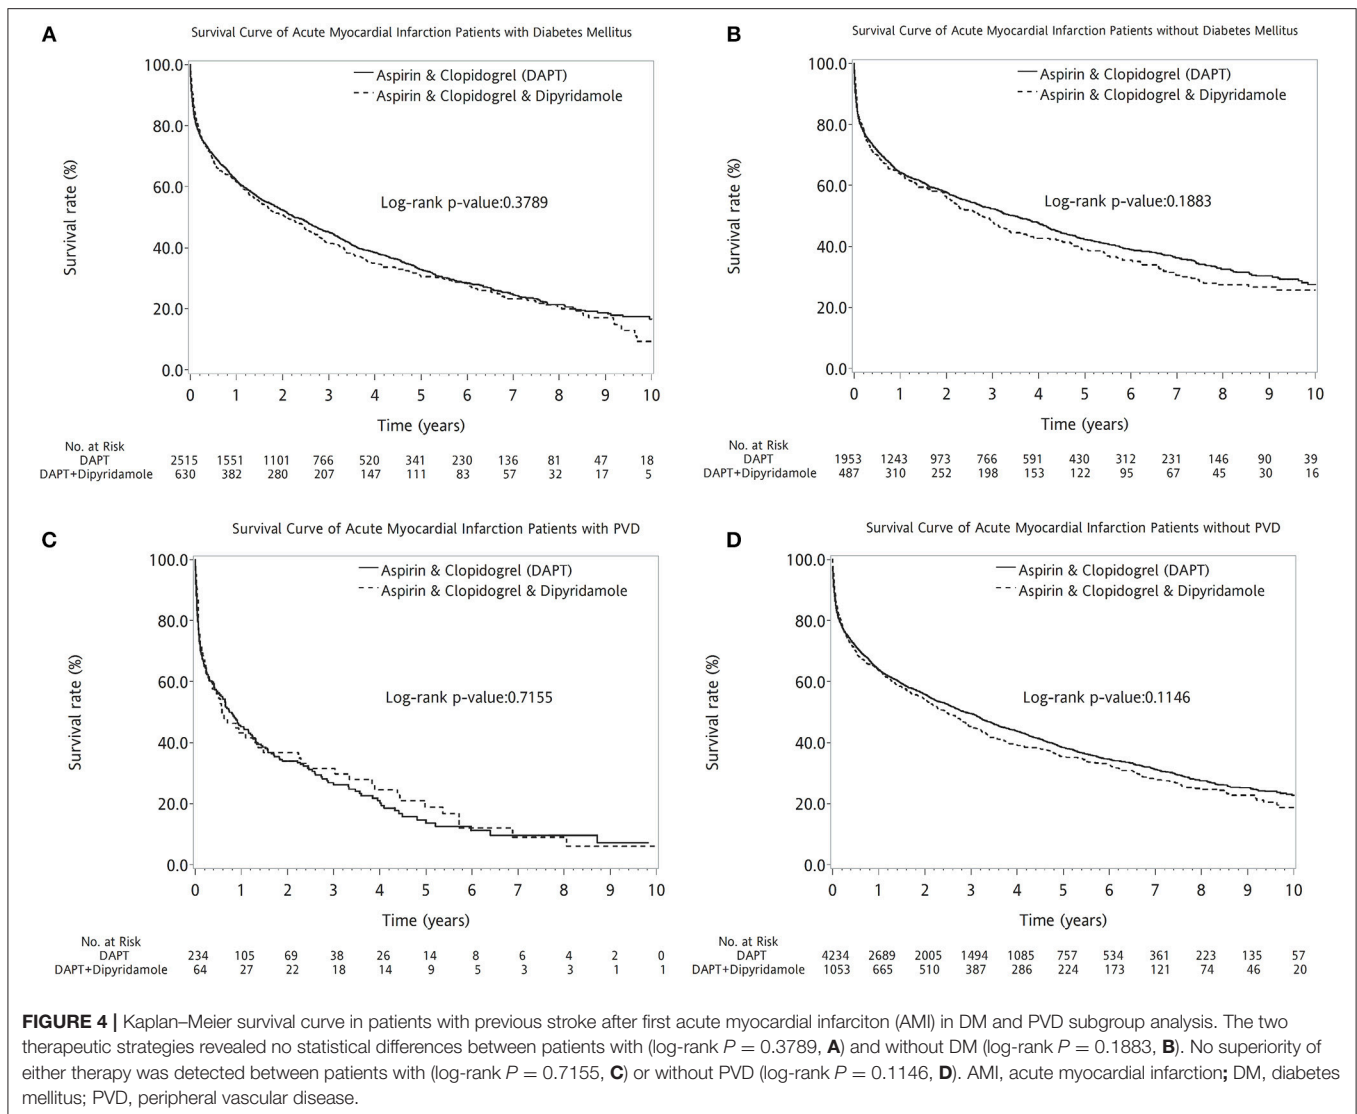 A
Survival Curve of Acute Myocardial Infarction Patients with Diabetes Mellitus
100.0
80.0
60.0
40.0
20.0
0.0
Survival rate (%)
Aspirin & Clopidogrel (DAPT)
Aspirin & Clopidogrel & Dipyridamole
Log-rank p-value:0.3789
0 1 2 3 4 5 6 7 8 9 10
Time (years)
No. at Risk
DAPT 2515 1551 1101 766 520 341 230 136 81 47 18
DAPT+Dipyridamole 630 382 280 207 147 111 83 57 32 17 5
B
Survival Curve of Acute Myocardial Infarction Patients without Diabetes Mellitus
100.0
80.0
60.0
40.0
20.0
0.0
Survival rate (%)
Aspirin & Clopidogrel (DAPT)
Aspirin & Clopidogrel & Dipyridamole
Log-rank p-value:0.1883
0 1 2 3 4 5 6 7 8 9 10
Time (years)
No. at Risk
DAPT 1953 1243 973 766 591 430 312 231 146 90 39
DAPT+Dipyridamole 487 310 252 198 153 122 95 67 45 30 16
C
Survival Curve of Acute Myocardial Infarction Patients with PVD
100.0
80.0
60.0
40.0
20.0
0.0
Survival rate (%)
Aspirin & Clopidogrel (DAPT)
Aspirin & Clopidogrel & Dipyridamole
Log-rank p-value:0.7155
0 1 2 3 4 5 6 7 8 9 10
Time (years)
No. at Risk
DAPT 234 105 69 38 26 14 8 6 4 2 0
DAPT+Dipyridamole 64 27 22 18 14 9 5 3 3 1 1
D
Survival Curve of Acute Myocardial Infarction Patients without PVD
100.0
80.0
60.0
40.0
20.0
0.0
Survival rate (%)
Aspirin & Clopidogrel (DAPT)
Aspirin & Clopidogrel & Dipyridamole
Log-rank p-value:0.1146
0 1 2 3 4 5 6 7 8 9 10
Time (years)
No. at Risk
DAPT 4234 2689 2005 1494 1085 757 534 361 223 135 57
DAPT+Dipyridamole 1053 665 510 387 286 224 173 121 74 46 20
FIGURE 4 | Kaplan–Meier survival curve in patients with previous stroke after first acute myocardial infarciton (AMI) in DM and PVD subgroup analysis. The two
therapeutic strategies revealed no statistical differences between patients with (log-rank P = 0.3789, A) and without DM (log-rank P = 0.1883, B). No superiority of
either therapy was detected between patients with (log-rank P = 0.7155, C) or without PVD (log-rank P = 0.1146, D). AMI, acute myocardial infarction; DM, diabetes
mellitus; PVD, peripheral vascular disease.